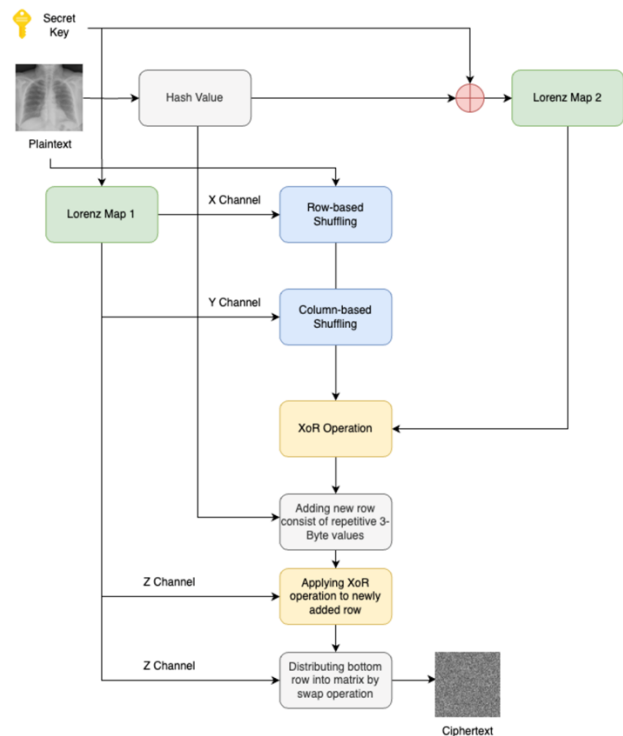 Secret
Key
Hash Value
Lorenz Map 2
Plaintext
Lorenz Map 1
X Channel
Row-based
Shuffling
Y Channel
Column-based
Shuffling
XoR Operation
Adding new row
consist of repetitive 3-
Byte values
Z Channel
Applying XoR
operation to newly
added row
Z Channel
Distributing bottom
row into matrix by
swap operation
Ciphertext